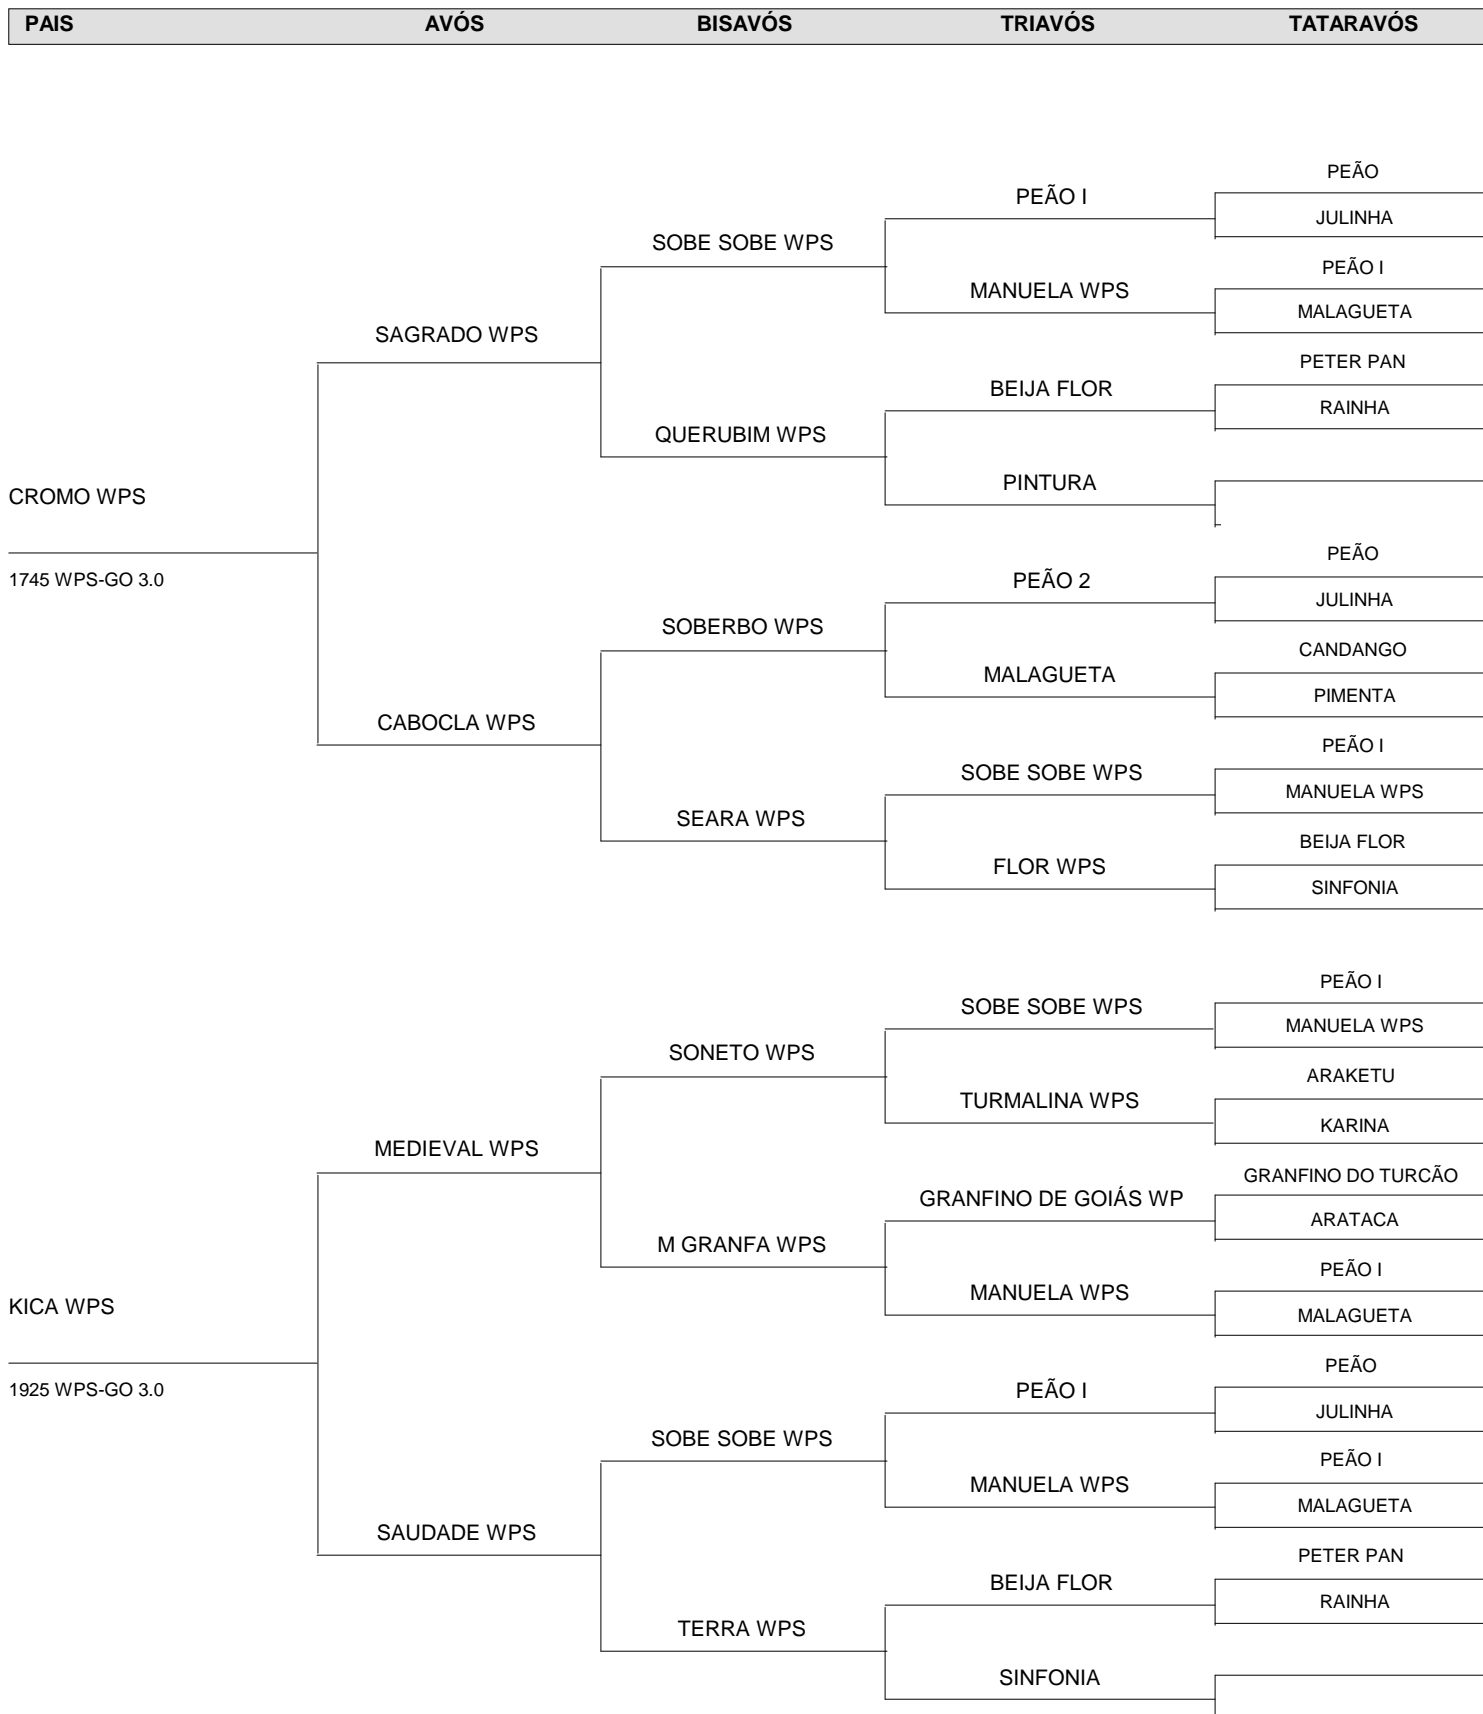 PAIS AVÓS BISAVÓS TRIAVÓS TATARAVÓS
PEÃO
PEÃO I
JULINHA
SOBE SOBE WPS
PEÃO I
MANUELA WPS
MALAGUETA
SAGRADO WPS
PETER PAN
BEIJA FLOR
RAINHA
QUERUBIM WPS
PINTURA
CROMO WPS
PEÃO
1745 WPS-GO 3.0
PEÃO 2
JULINHA
SOBERBO WPS
CANDANGO
MALAGUETA
PIMENTA
CABOCLA WPS
PEÃO I
SOBE SOBE WPS
MANUELA WPS
SEARA WPS
BEIJA FLOR
FLOR WPS
SINFONIA
PEÃO I
SOBE SOBE WPS
MANUELA WPS
SONETO WPS
ARAKETU
TURMALINA WPS
KARINA
MEDIEVAL WPS
GRANFINO DO TURCÃO
GRANFINO DE GOIÁS WP
ARATACA
M GRANFA WPS
PEÃO I
MANUELA WPS
KICA WPS
MALAGUETA
PEÃO
1925 WPS-GO 3.0
PEÃO I
JULINHA
SOBE SOBE WPS
PEÃO I
MANUELA WPS
MALAGUETA
SAUDADE WPS
PETER PAN
BEIJA FLOR
RAINHA
TERRA WPS
SINFONIA